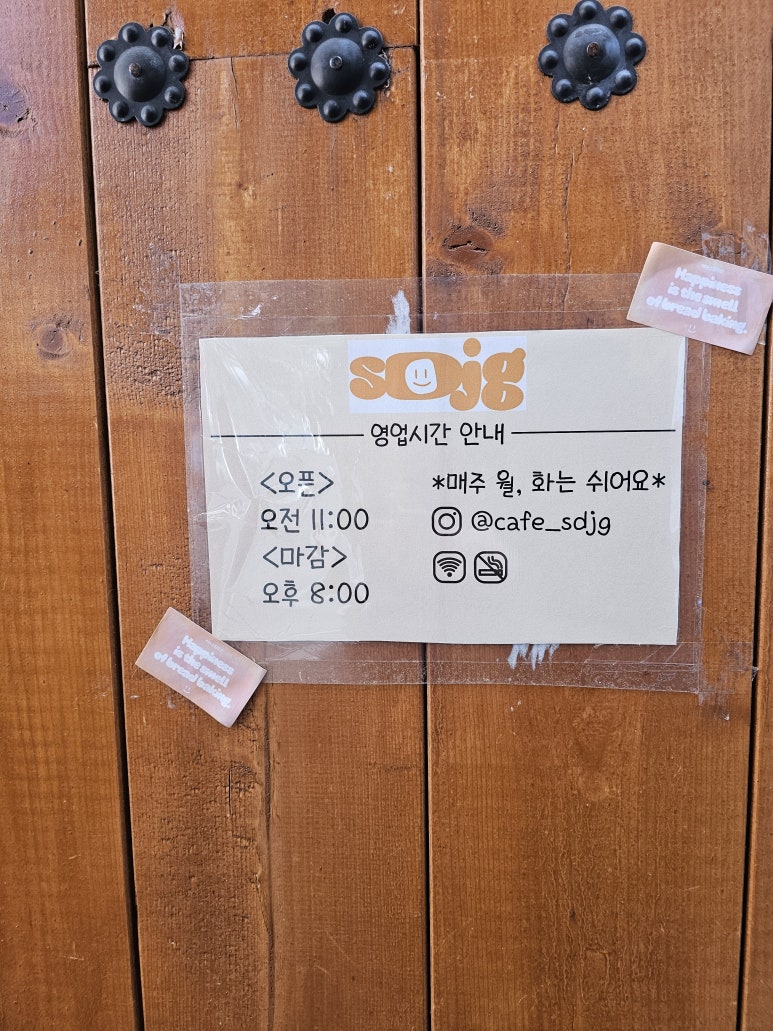 Happiness
is the smell
of bread baking.
sdjg
영업시간 안내
<오픈>
오전 11:00
<마감>
오후 8:00
*매주 월, 화는 쉬어요*
@cafe_sdjg
Happiness
is the smell
of bread baking.